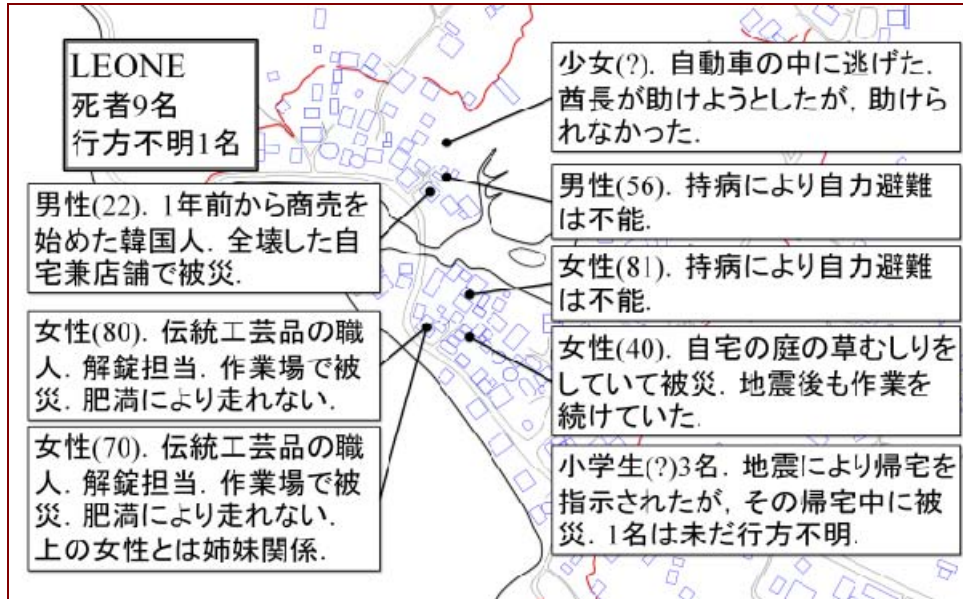 LEONE
死者9名
行方不明1名
男性(22). 1年前から商売を
始めた韓国人. 全壊した自
宅兼店舗で被災.
女性(80). 伝統工芸品の職
人. 解錠担当. 作業場で被
災. 肥満により走れない.
女性(70). 伝統工芸品の職
人. 解錠担当. 作業場で被
災. 肥満により走れない.
上の女性とは姉妹関係.
少女(?). 自動車の中に逃げた.
酋長が助けようとしたが, 助けら
れなかった.
男性(56). 持病により自力避難
は不能.
女性(81). 持病により自力避難
は不能.
女性(40). 自宅の庭の草むしりを
していて被災. 地震後も作業を
続けていた.
小学生(?)3名. 地震により帰宅を
指示されたが, その帰宅中に被
災. 1名は未だ行方不明.